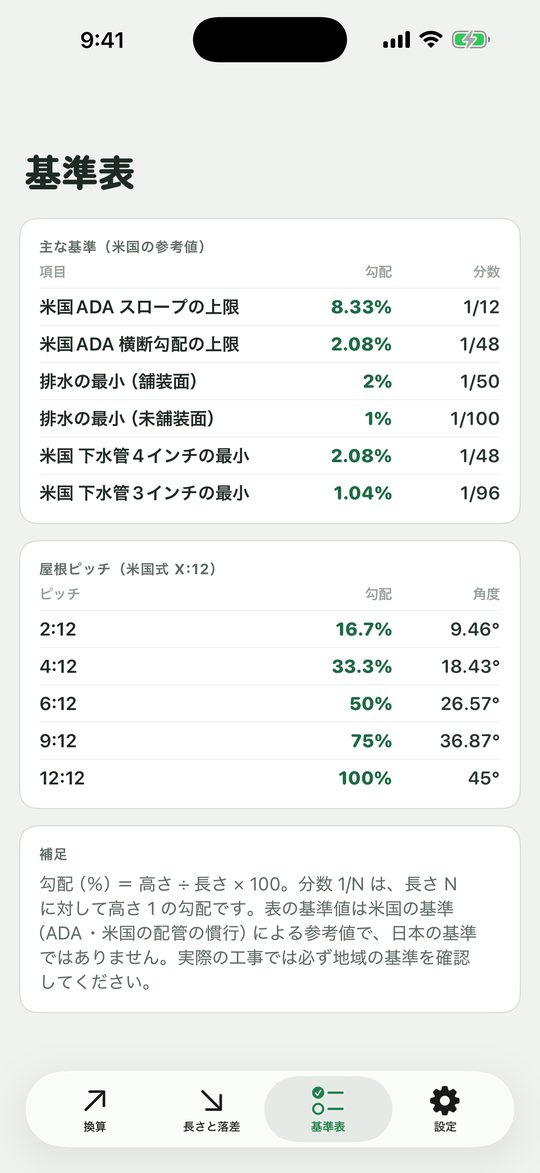 9:41
基準表
主な基準（米国の参考値）
項目 勾配 分数
米国ADA スロープの上限 8.33% 1/12
米国ADA 横断勾配の上限 2.08% 1/48
排水の最小（舗装面） 2% 1/50
排水の最小（未舗装面） 1% 1/100
米国 下水管４インチの最小 2.08% 1/48
米国 下水管３インチの最小 1.04% 1/96
屋根ピッチ（米国式 X:12）
ピッチ 勾配 角度
2:12 16.7% 9.46°
4:12 33.3% 18.43°
6:12 50% 26.57°
9:12 75% 36.87°
12:12 100% 45°
補足
勾配（%）＝ 高さ ÷ 長さ × 100。分数 1/N は、長さ N
に対して高さ 1 の勾配です。表の基準値は米国の基準
（ADA・米国の配管の慣行）による参考値で、日本の基準
ではありません。実際の工事では必ず地域の基準を確認
してください。
換算 長さと落差 基準表 設定